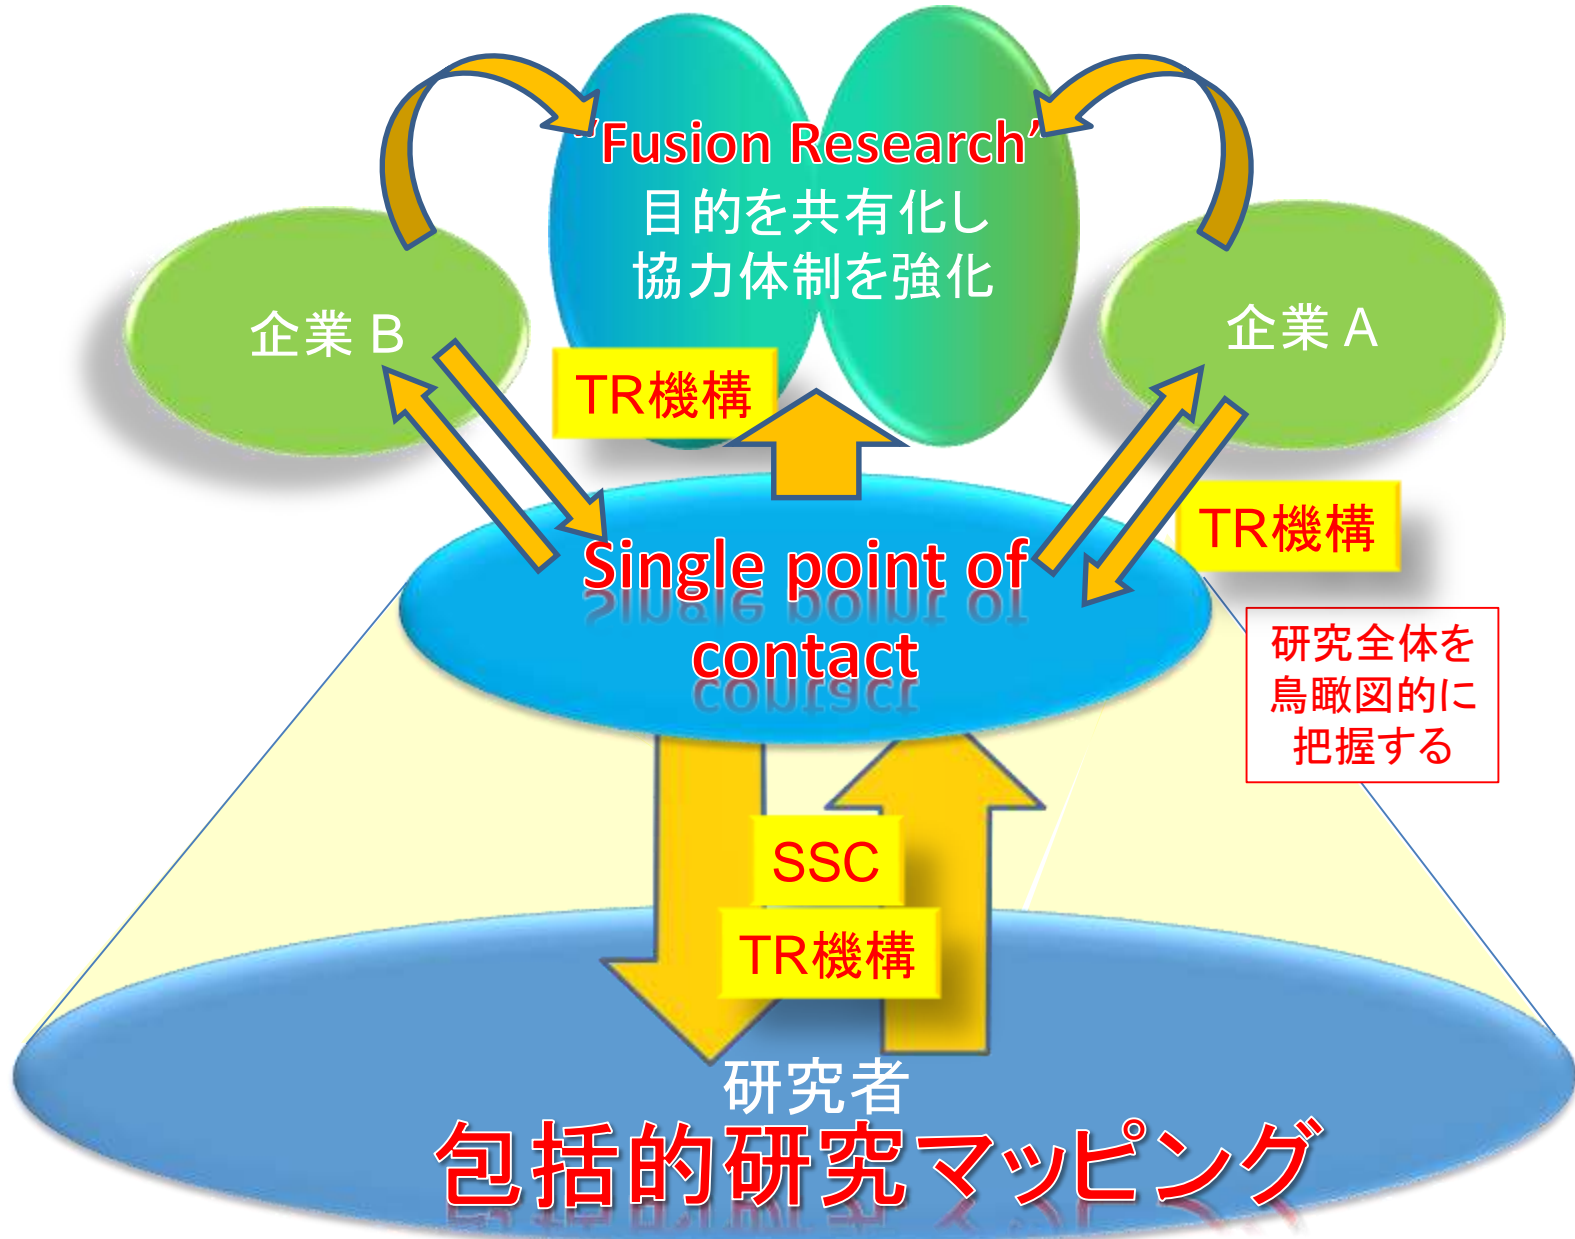 “Fusion Research”
目的を共有化し
協力体制を強化
企業 B
企業 A
TR機構
TR機構
Single point of
contact
研究全体を
鳥瞰図的に
把握する
SSC
TR機構
研究者
包括的研究マッピング